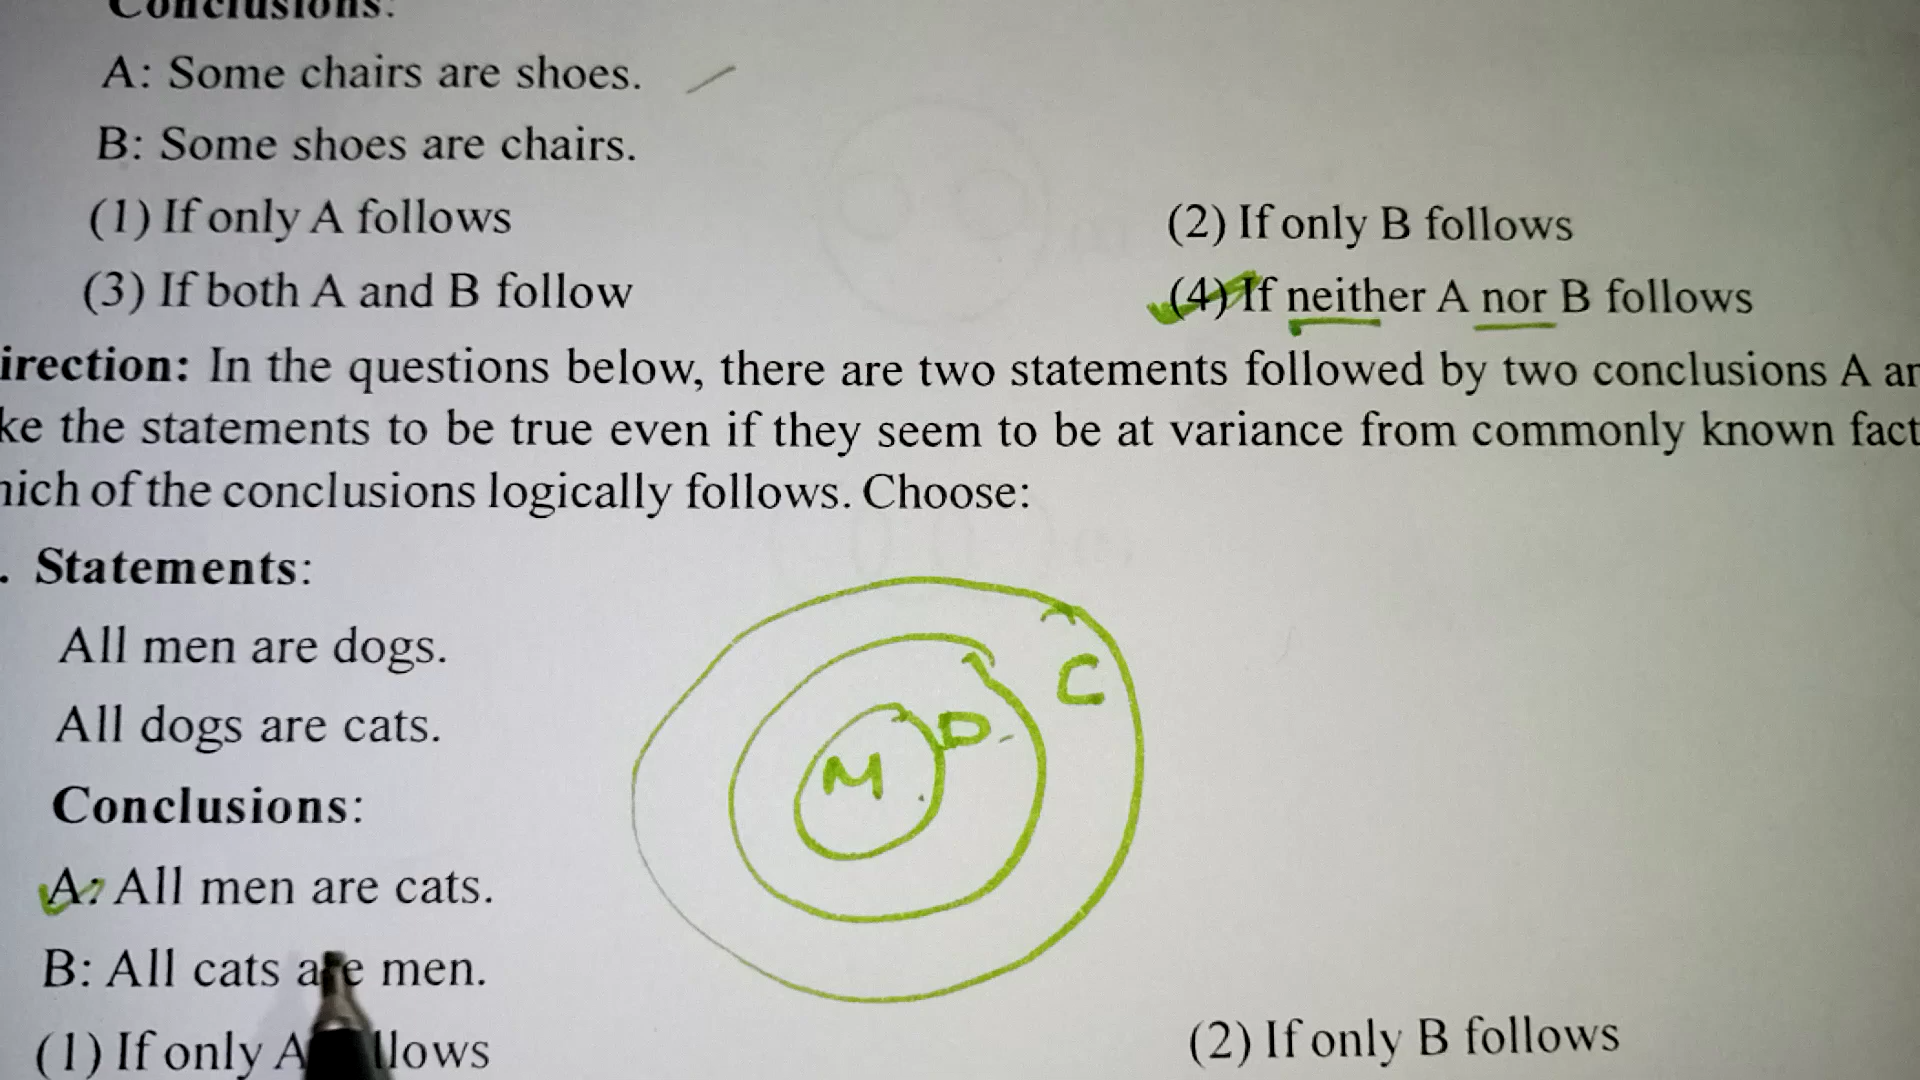 Conclusions:
A: Some chairs are shoes.
B: Some shoes are chairs.
(1) If only A follows
(2) If only B follows
(3) If both A and B follow
(4) If neither A nor B follows
irection: In the questions below, there are two statements followed by two conclusions A an
ke the statements to be true even if they seem to be at variance from commonly known fact
hich of the conclusions logically follows. Choose:
. Statements:
All men are dogs.
All dogs are cats.
C
D
M
Conclusions:
A: All men are cats.
B: All cats are men.
(1) If only A llows
(2) If only B follows